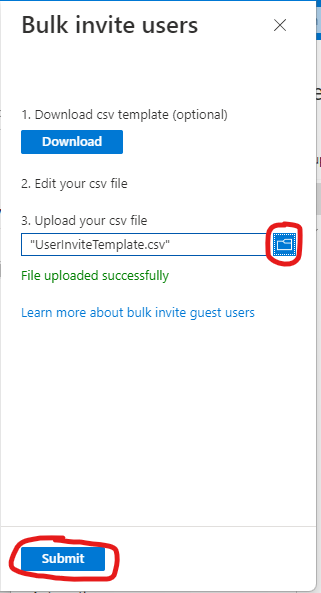 Bulk invite users
1. Download csv template (optional)
Download
2. Edit your csv file
3. Upload your csv file
"UserInviteTemplate.csv"
File uploaded successfully
Learn more about bulk invite guest users
Submit